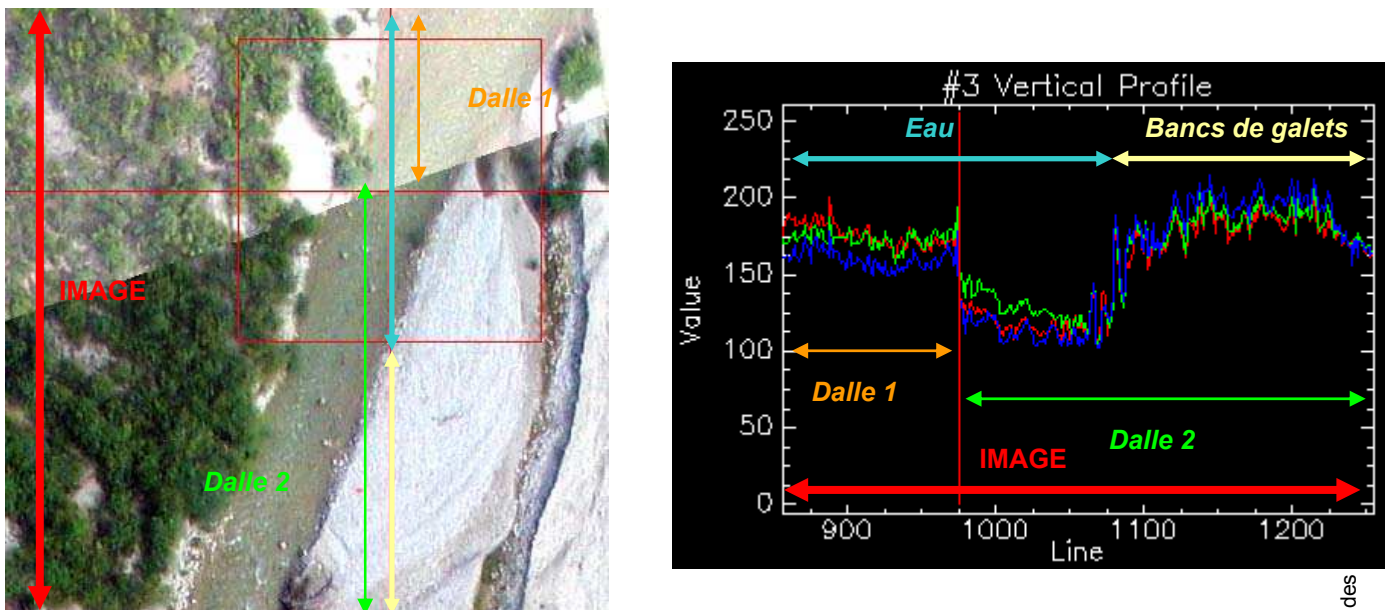 Dalle 1
IMAGE
Dalle 2
#3 Vertical Profile
250
200
150
100
50
0
Value
Eau
Bancs de galets
Dalle 1
Dalle 2
IMAGE
900
1000
1100
1200
Line
des